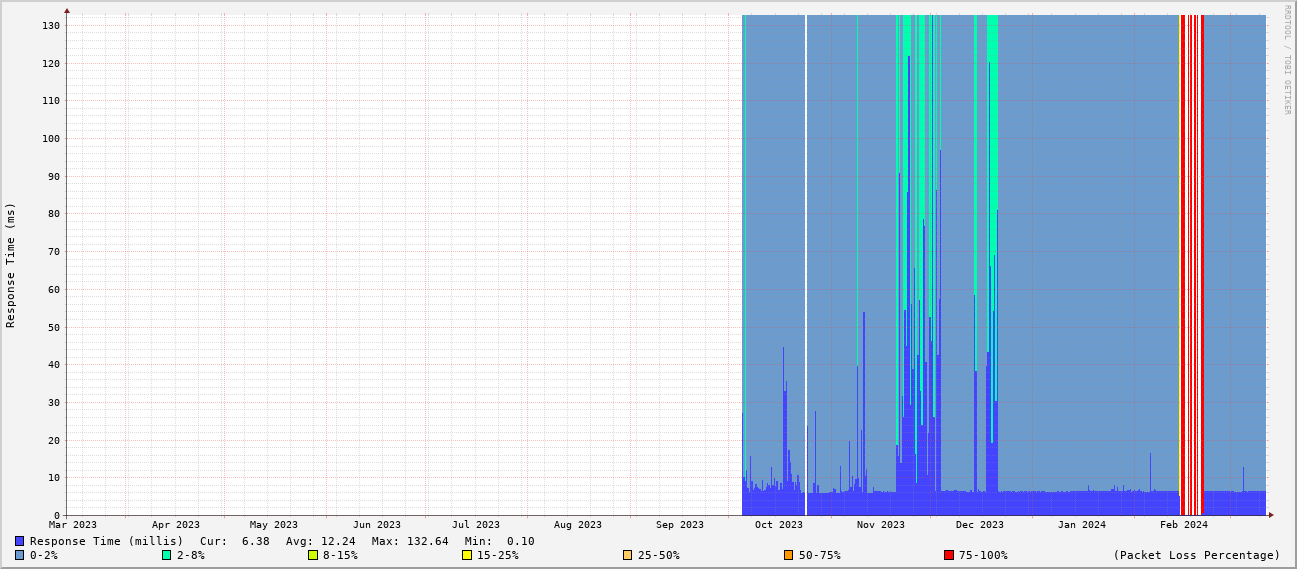 RRDTOOL / TOBI OETIKER
Response Time (ms)
130
120
110
100
90
80
70
60
50
40
30
20
10
0
Mar 2023 Apr 2023 May 2023 Jun 2023 Jul 2023 Aug 2023 Sep 2023 Oct 2023 Nov 2023 Dec 2023 Jan 2024 Feb 2024
Response Time (millis) Cur: 6.38 Avg: 12.24 Max: 132.64 Min: 0.10
0-2% 2-8% 8-15% 15-25% 25-50% 50-75% 75-100% (Packet Loss Percentage)